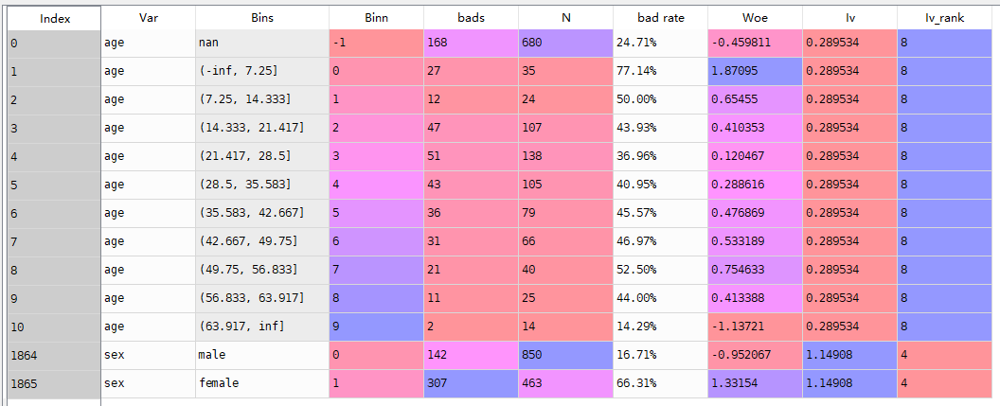 Index Var Bins Binn bads N bad rate Woe Iv Iv_rank
0 age nan -1 168 680 24.71% -0.459811 0.289534 8
1 age (-inf, 7.25] 0 27 35 77.14% 1.87095 0.289534 8
2 age (7.25, 14.333] 1 12 24 50.00% 0.65455 0.289534 8
3 age (14.333, 21.417] 2 47 107 43.93% 0.410353 0.289534 8
4 age (21.417, 28.5] 3 51 138 36.96% 0.120467 0.289534 8
5 age (28.5, 35.583] 4 43 105 40.95% 0.288616 0.289534 8
6 age (35.583, 42.667] 5 36 79 45.57% 0.476869 0.289534 8
7 age (42.667, 49.75] 6 31 66 46.97% 0.533189 0.289534 8
8 age (49.75, 56.833] 7 21 40 52.50% 0.754633 0.289534 8
9 age (56.833, 63.917] 8 11 25 44.00% 0.413388 0.289534 8
10 age (63.917, inf] 9 2 14 14.29% -1.13721 0.289534 8
1864 sex male 0 142 850 16.71% -0.952067 1.14908 4
1865 sex female 1 307 463 66.31% 1.33154 1.14908 4